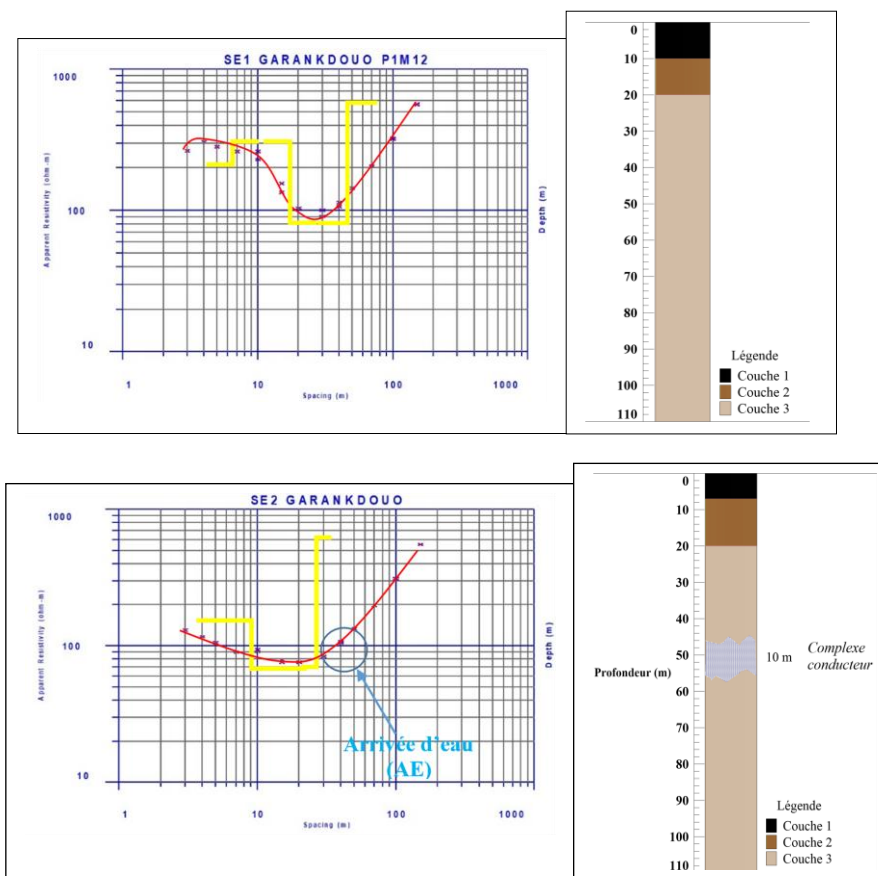 SE1 GARANKDOUO P1M12
1000
100
10
Apparent Resistivity (ohm-m)
Depth (m)
1 10 100 1000
Spacing (m)
0
10
20
30
40
50
60
70
80
90
100
110
Légende
Couche 1
Couche 2
Couche 3
SE2 GARANKDOUO
1000
100
10
Apparent Resistivity (ohm-m)
Depth (m)
Arrivée d'eau
(AE)
1 10 100 1000
Spacing (m)
0
10
20
30
40
50
60
70
80
90
100
110
Profondeur (m)
10 m
Complexe
conducteur
Légende
Couche 1
Couche 2
Couche 3